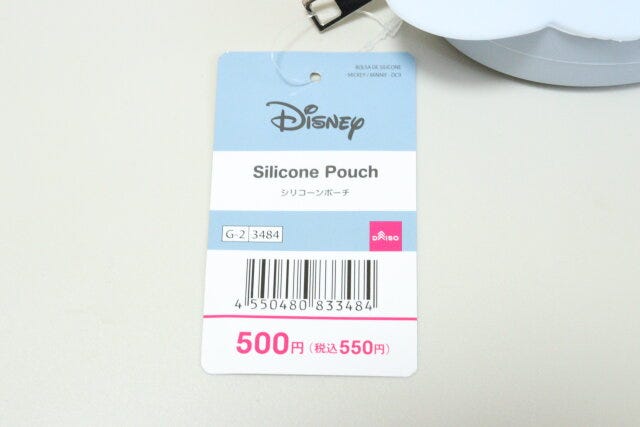 BOLSA DE SILICONE
MICKEY / MINNIE - DC9
Disney
Silicone Pouch
シリコーンポーチ
G-2 3484
DAISO
4 550480 833484
500円(税込550円)